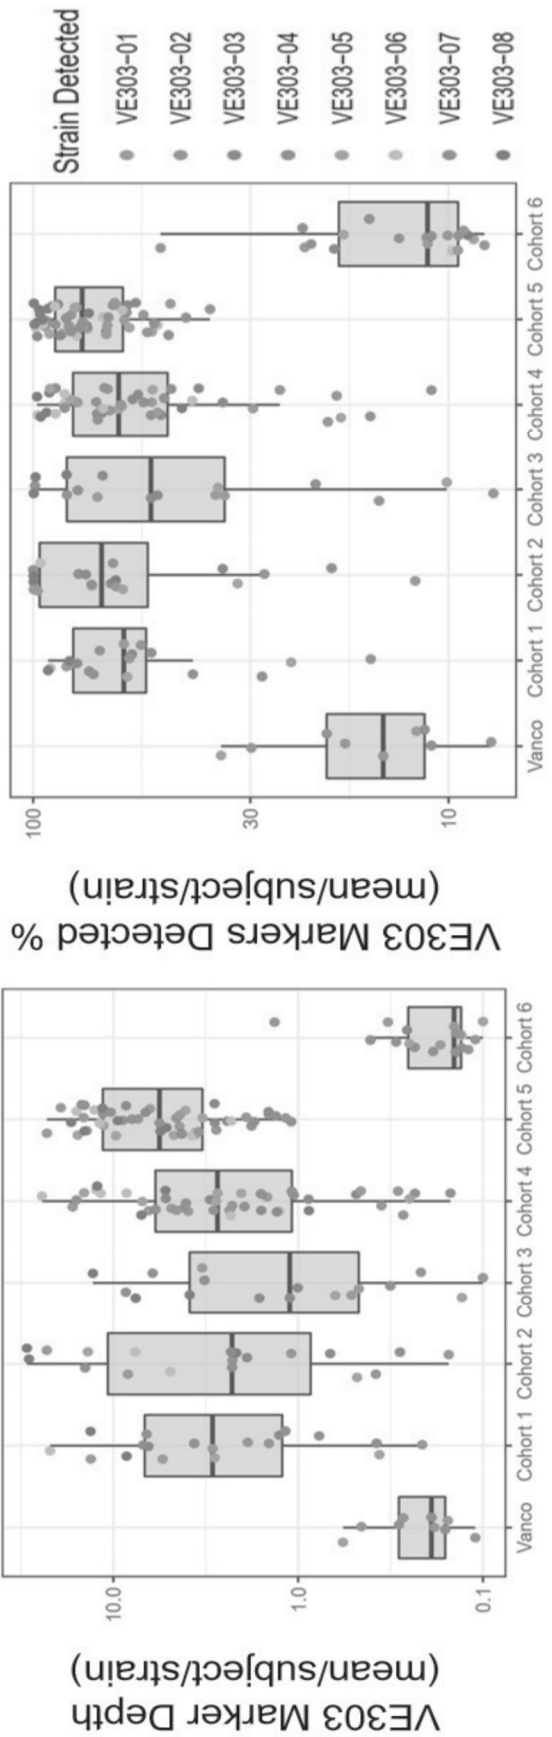 VE303 Marker Depth
(mean/subject/strain)
10.0
1.0
0.1
Vanco
Cohort 1
Cohort 2
Cohort 3
Cohort 4
Cohort 5
Cohort 6
VE303 Markers Detected %
(mean/subject/strain)
100
30
10
Vanco
Cohort 1
Cohort 2
Cohort 3
Cohort 4
Cohort 5
Cohort 6
Strain Detected
VE303-01
VE303-02
VE303-03
VE303-04
VE303-05
VE303-06
VE303-07
VE303-08